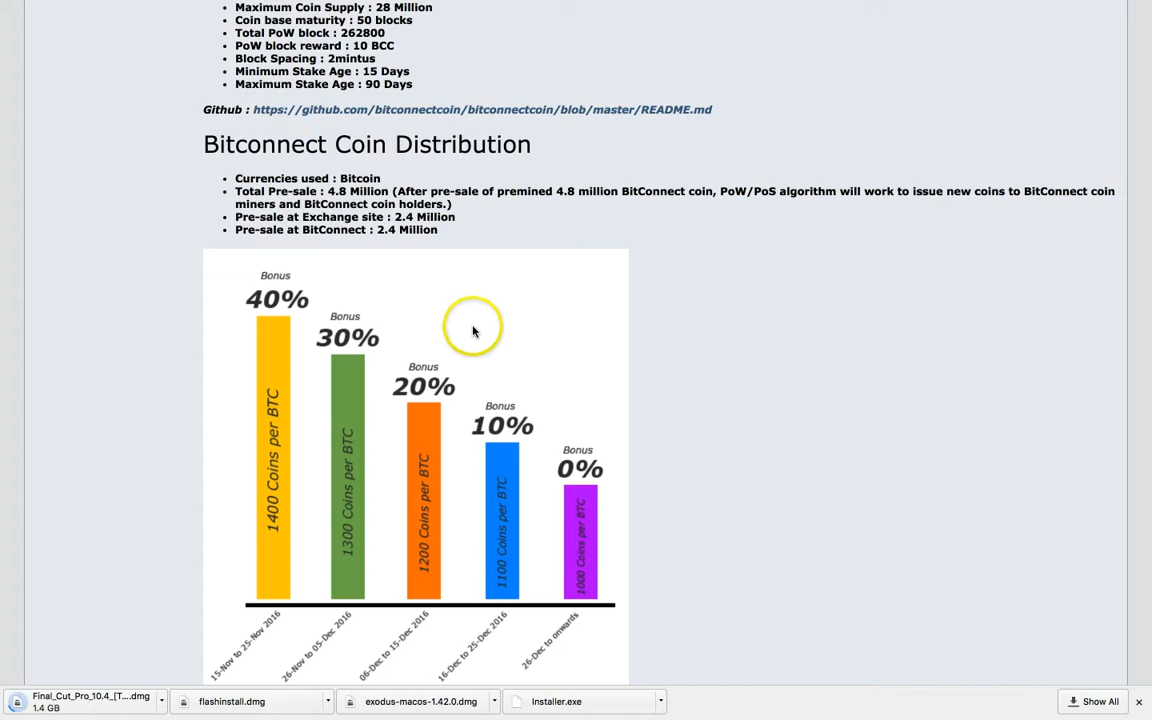 Maximum Coin Supply : 28 Million
Coin base maturity : 50 blocks
Total PoW block : 262800
PoW block reward : 10 BCC
Block Spacing : 2mintus
Minimum Stake Age : 15 Days
Maximum Stake Age : 90 Days
Github : https://github.com/bitconnectcoin/bitconnectcoin/blob/master/README.md
Bitconnect Coin Distribution
Currencies used : Bitcoin
Total Pre-sale : 4.8 Million (After pre-sale of premined 4.8 million BitConnect coin, PoW/PoS algorithm will work to issue new coins to BitConnect coin
miners and BitConnect coin holders.)
Pre-sale at Exchange site : 2.4 Million
Pre-sale at BitConnect : 2.4 Million
Bonus
40%
Bonus
30%
Bonus
20%
Bonus
10%
Bonus
0%
1400 Coins per BTC
1300 Coins per BTC
1200 Coins per BTC
1100 Coins per BTC
1000 Coins per BTC
15-Nov to 25-Nov 2016
26-Nov to 05-Dec 2016
06-Dec to 15-Dec 2016
16-Dec to 25-Dec 2016
26-Dec to onwards
Final_Cut_Pro_10.4_[T....dmg
1.4 GB
flashinstall.dmg
exodus-macos-1.42.0.dmg
Installer.exe
Show All